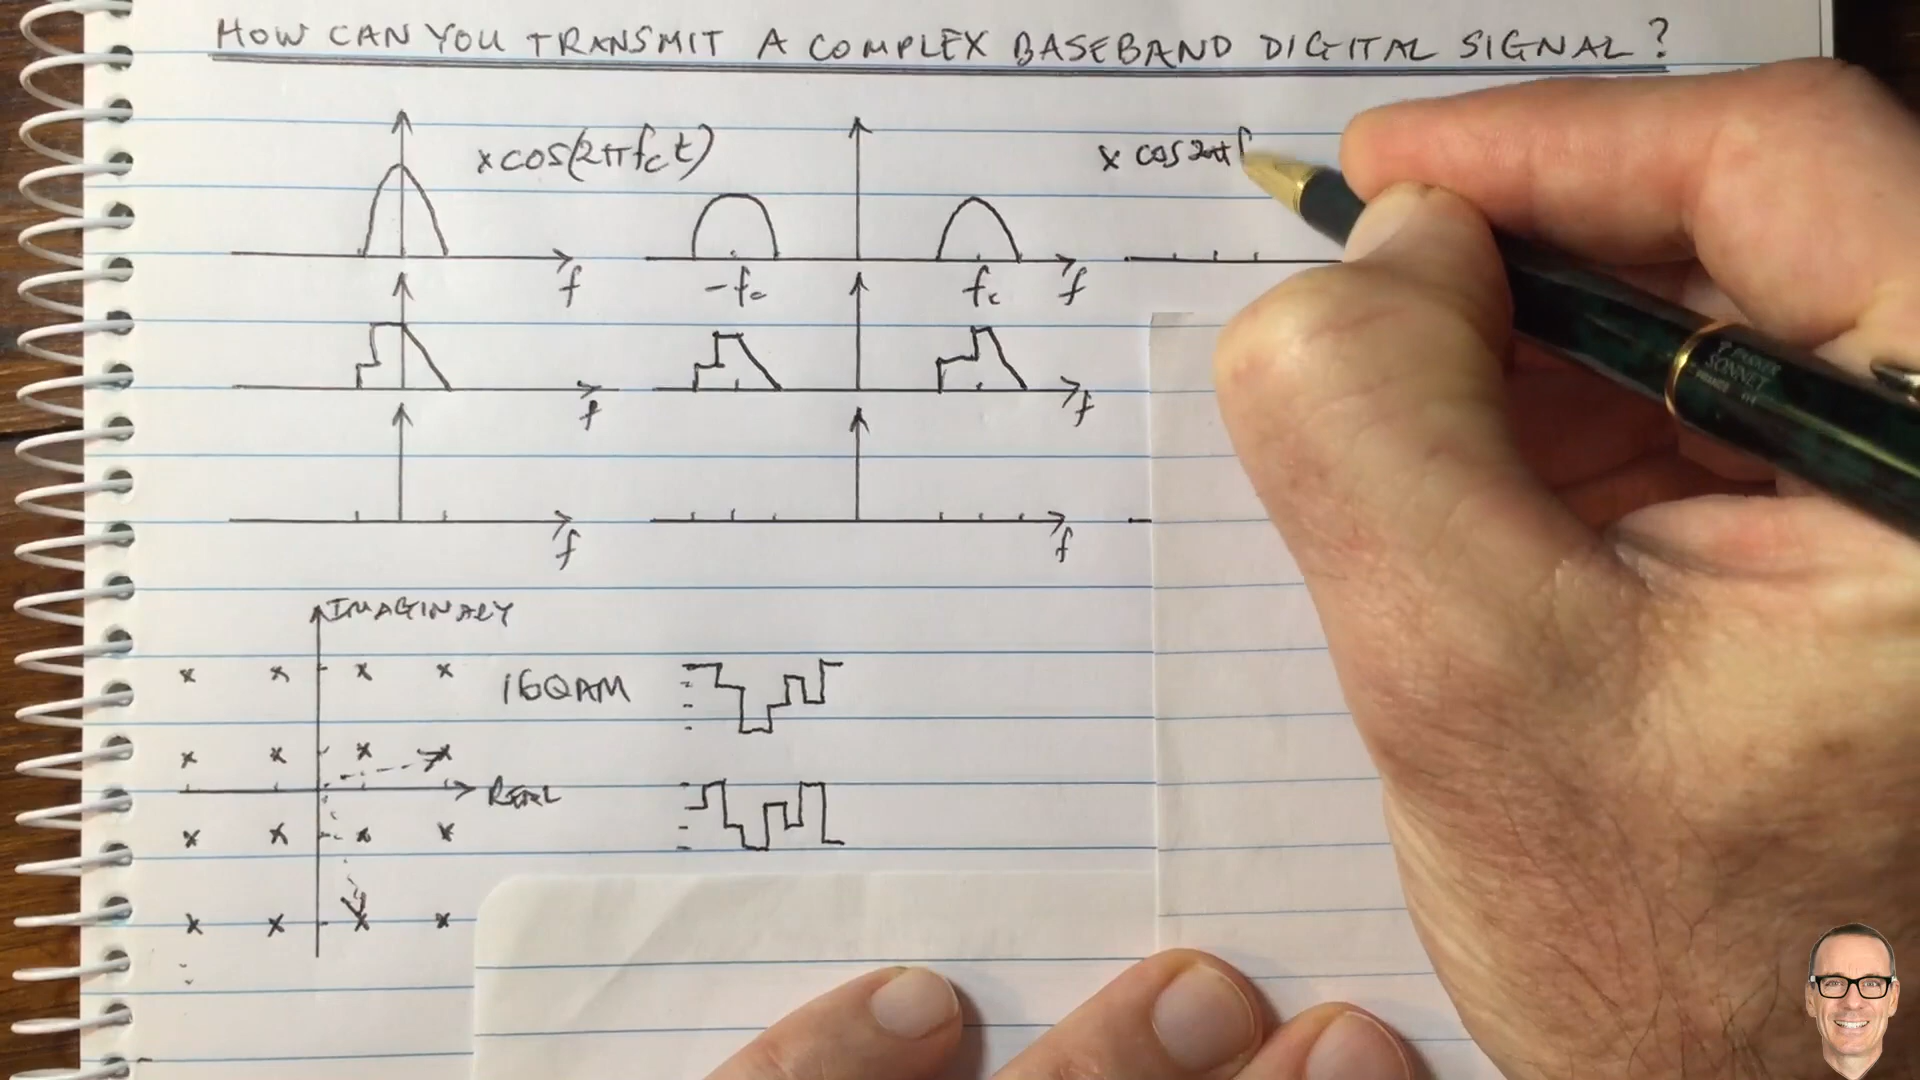 HOW CAN YOU TRANSMIT A COMPLEX BASEBAND DIGITAL SIGNAL?
x cos(2πfct)
x cos 2πf
f
-fc
fc
f
f
f
f
f
IMAGINARY
16QAM
REAL
PARKER
SONNET